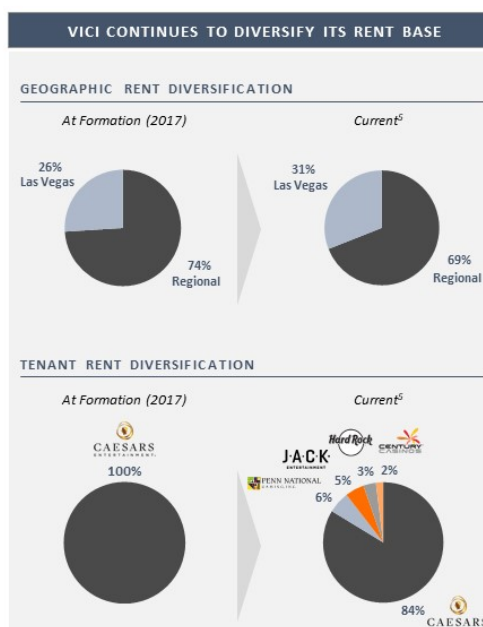 VICI CONTINUES TO DIVERSIFY ITS RENT BASE
GEOGRAPHIC RENT DIVERSIFICATION
At Formation (2017)
Current5
26%
Las Vegas
74%
Regional
31%
Las Vegas
69%
Regional
TENANT RENT DIVERSIFICATION
At Formation (2017)
Current5
CAESARS
ENTERTAINMENT
100%
Hard Rock
CENTURY
CASINOS
J·A·C·K
ENTERTAINMENT
PENN NATIONAL
GAMING, INC.
6%
5%
3%
2%
84%
CAESARS